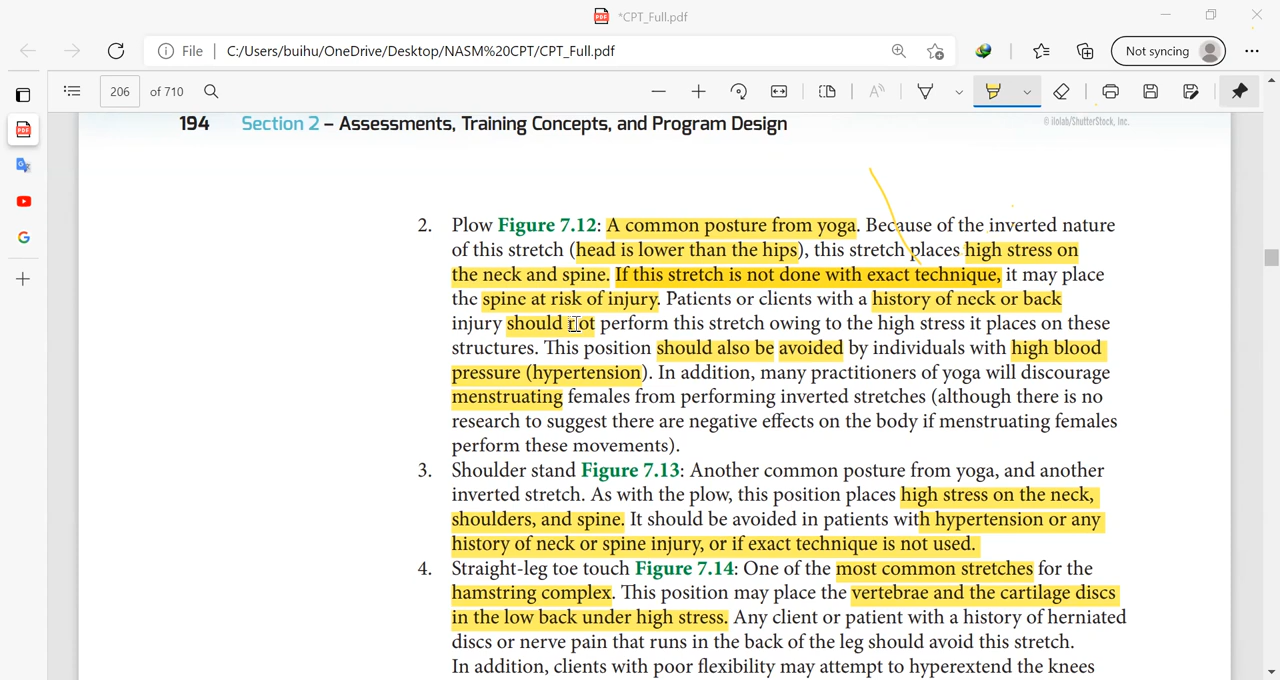 *CPT_Full.pdf
File C:/Users/buihu/OneDrive/Desktop/NASM%20CPT/CPT_Full.pdf Not syncing
206 of 710
194 Section 2 – Assessments, Training Concepts, and Program Design © ilolab/ShutterStock, Inc.
2. Plow Figure 7.12: A common posture from yoga. Because of the inverted nature
of this stretch (head is lower than the hips), this stretch places high stress on
the neck and spine. If this stretch is not done with exact technique, it may place
the spine at risk of injury. Patients or clients with a history of neck or back
injury should not perform this stretch owing to the high stress it places on these
structures. This position should also be avoided by individuals with high blood
pressure (hypertension). In addition, many practitioners of yoga will discourage
menstruating females from performing inverted stretches (although there is no
research to suggest there are negative effects on the body if menstruating females
perform these movements).
3. Shoulder stand Figure 7.13: Another common posture from yoga, and another
inverted stretch. As with the plow, this position places high stress on the neck,
shoulders, and spine. It should be avoided in patients with hypertension or any
history of neck or spine injury, or if exact technique is not used.
4. Straight-leg toe touch Figure 7.14: One of the most common stretches for the
hamstring complex. This position may place the vertebrae and the cartilage discs
in the low back under high stress. Any client or patient with a history of herniated
discs or nerve pain that runs in the back of the leg should avoid this stretch.
In addition, clients with poor flexibility may attempt to hyperextend the knees